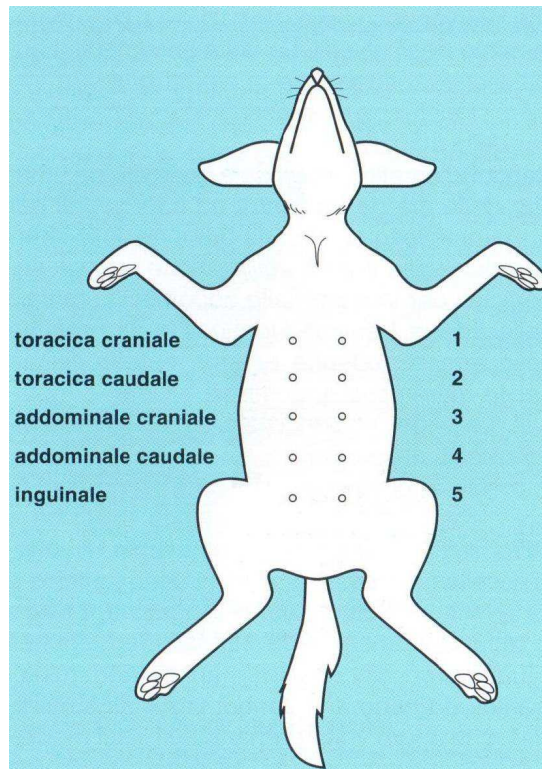 toracica craniale 1
toracica caudale 2
addominale craniale 3
addominale caudale 4
inguinale 5